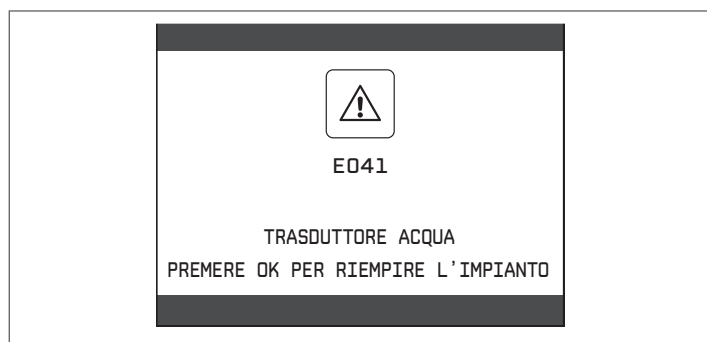 E041
TRASDUTTORE ACQUA
PREMERE OK PER RIEMPIRE L'IMPIANTO